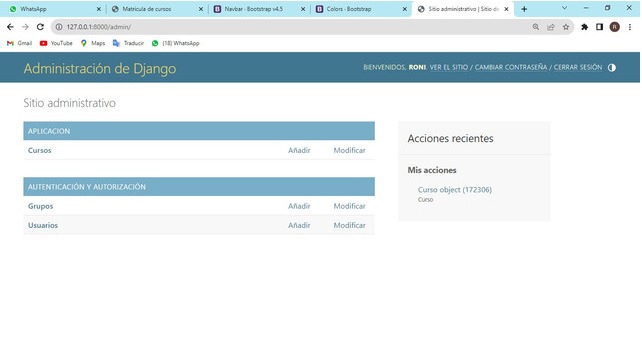 WhatsApp
Matricula de cursos
Navbar · Bootstrap v4.5
Colors · Bootstrap
Sitio administrativo | Sitio de
127.0.0.1:8000/admin/
Gmail YouTube Maps Traducir (18) WhatsApp
Administración de Django
BIENVENIDOS, RONI. VER EL SITIO / CAMBIAR CONTRASEÑA / CERRAR SESIÓN
Sitio administrativo
APLICACION
Cursos Añadir Modificar
AUTENTICACIÓN Y AUTORIZACIÓN
Grupos Añadir Modificar
Usuarios Añadir Modificar
Acciones recientes
Mis acciones
Curso object (172306)
Curso